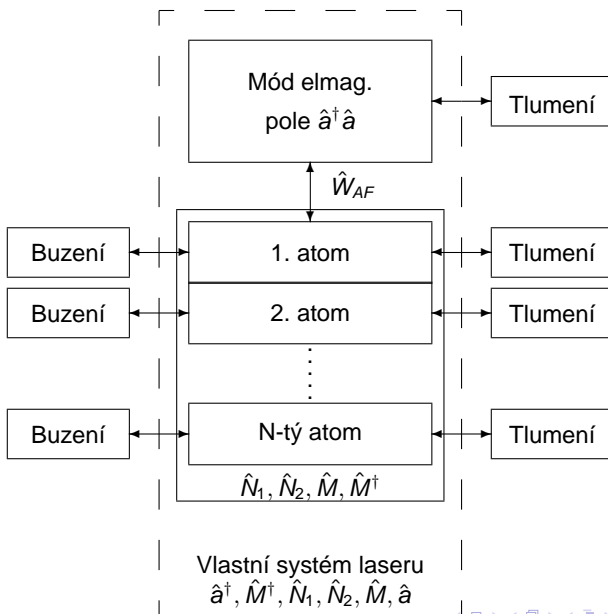 Mód elmag.
pole â†â
Tlumení
Ŵ_AF
Buzení
1. atom
Tlumení
Buzení
2. atom
Tlumení
Buzení
N-tý atom
Tlumení
N̂₁, N̂₂, M̂, M̂†
Vlastní systém laseru
â†, M̂†, N̂₁, N̂₂, M̂, â